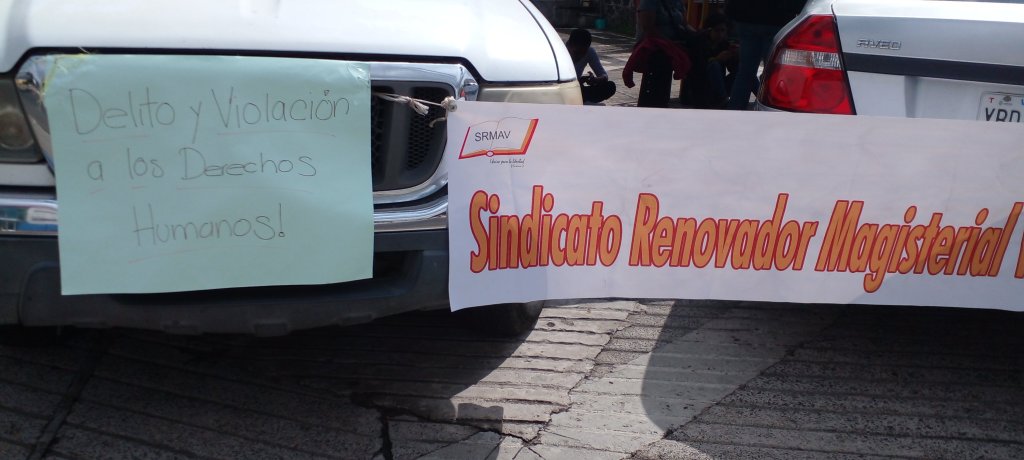 Delito y Violación
a los Derechos
Humanos!
SRMAV
Sindicato Renovador Magisterial
AVEO